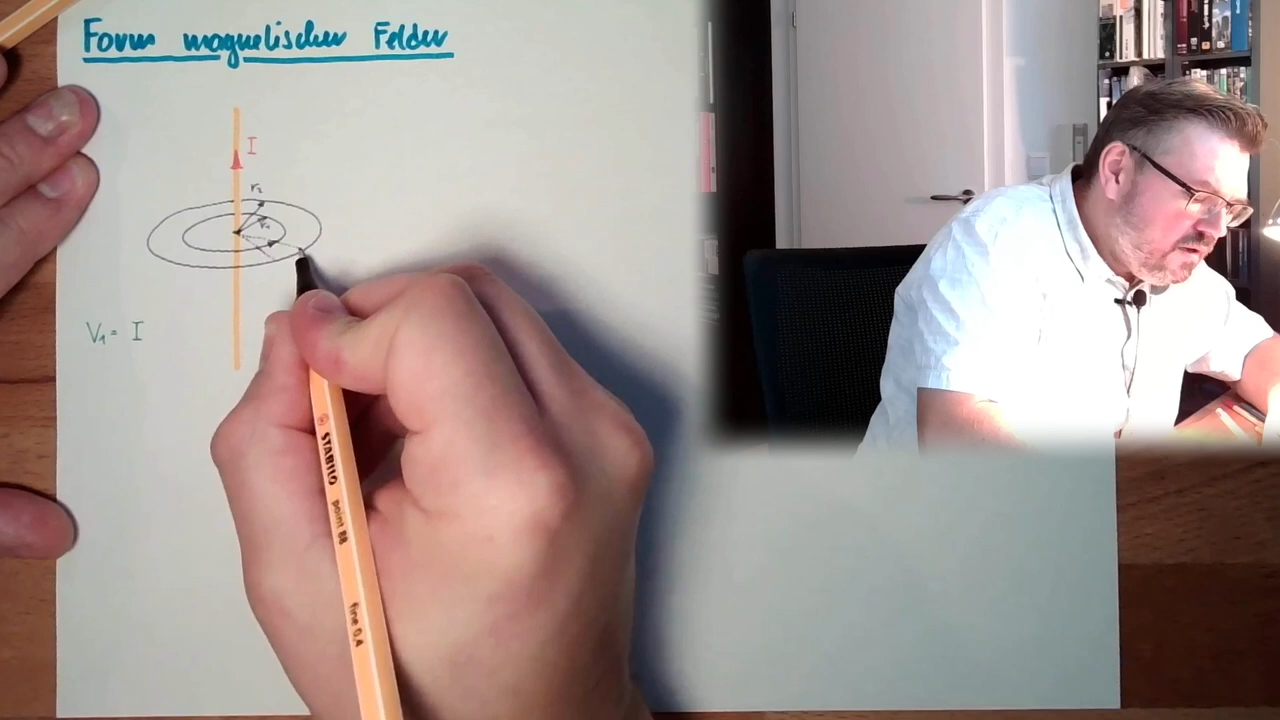 Form magnetischer Felder
I
r₂
r₁
V₁ = I
STABILO point 88 fine 0,4